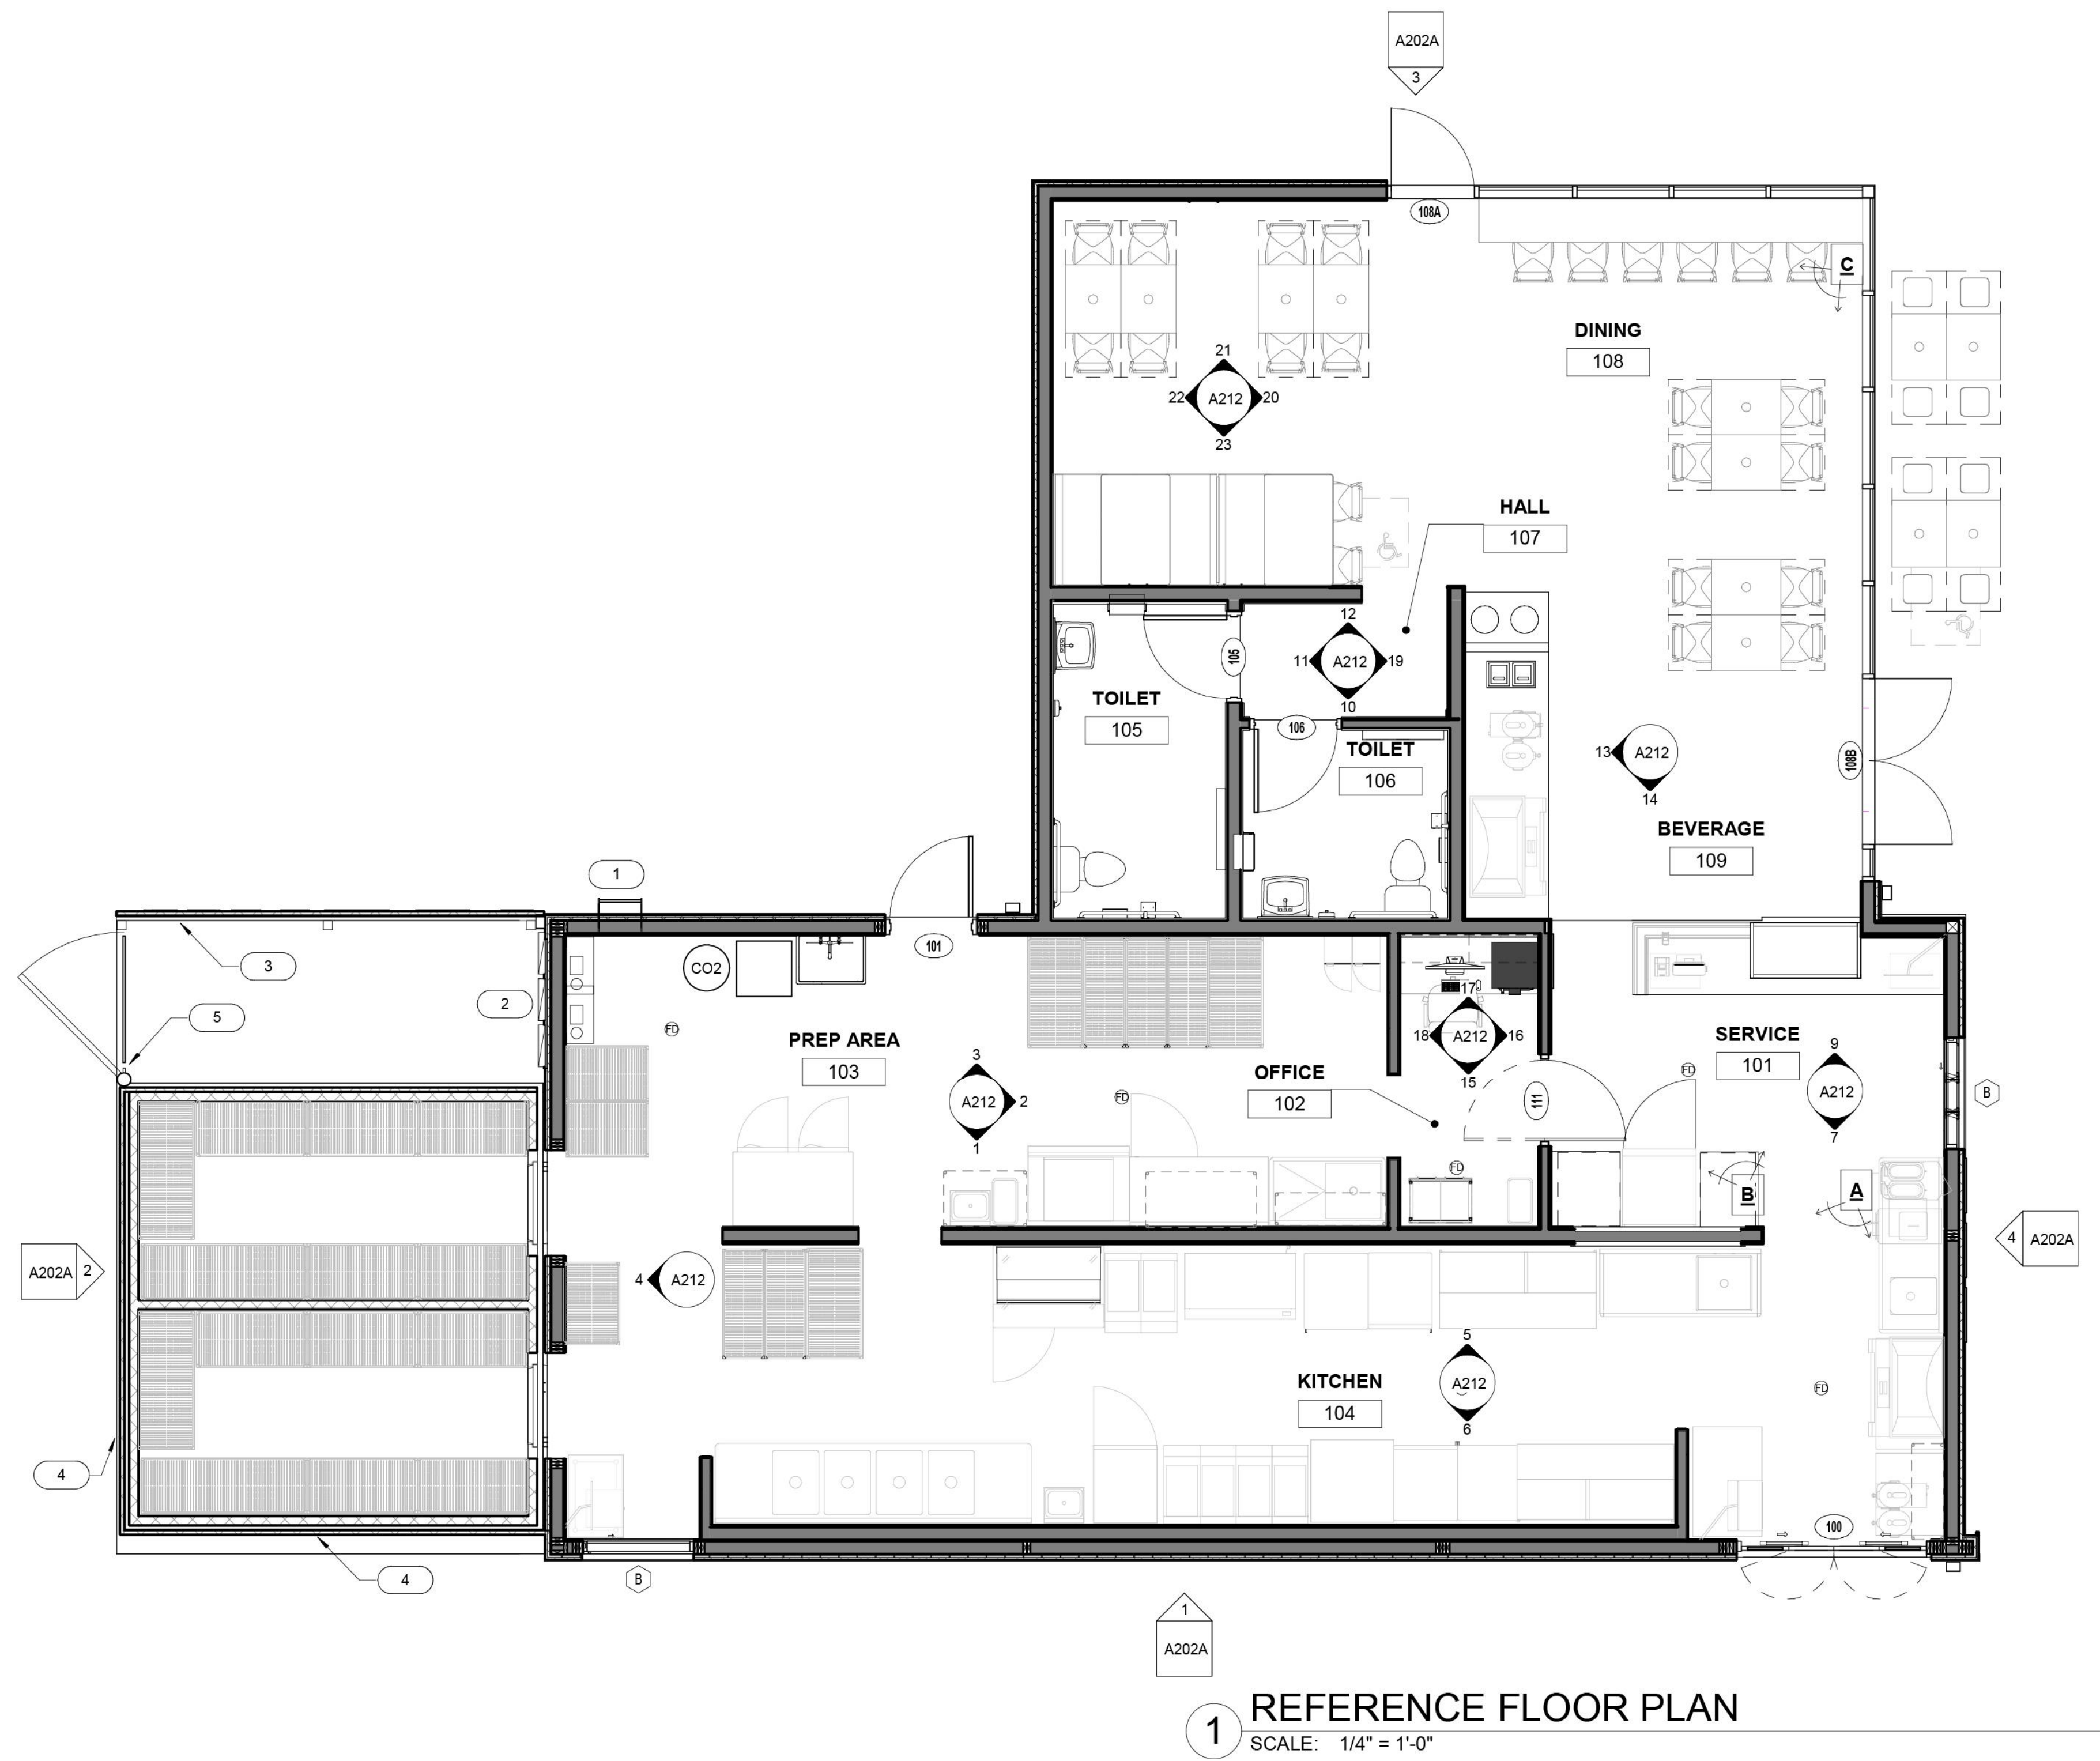 A202A
3
108A
C
DINING
108
21
22 A212 20
23
HALL
107
12
11 A212 19
10
105
TOILET
105
106
TOILET
106
13 A212
14
108B
BEVERAGE
109
1
101
3
2
5
CO2
FD
PREP AREA
103
3
A212 2
1
FD
OFFICE
102
17
18 A212 16
15
111
FD
FD
SERVICE
101
9
A212
7
B
B
A
A202A 2
4 A212
4 A202A
5
A212
6
KITCHEN
104
FD
4
4
B
100
1
A202A
1 REFERENCE FLOOR PLAN
SCALE: 1/4" = 1'-0"